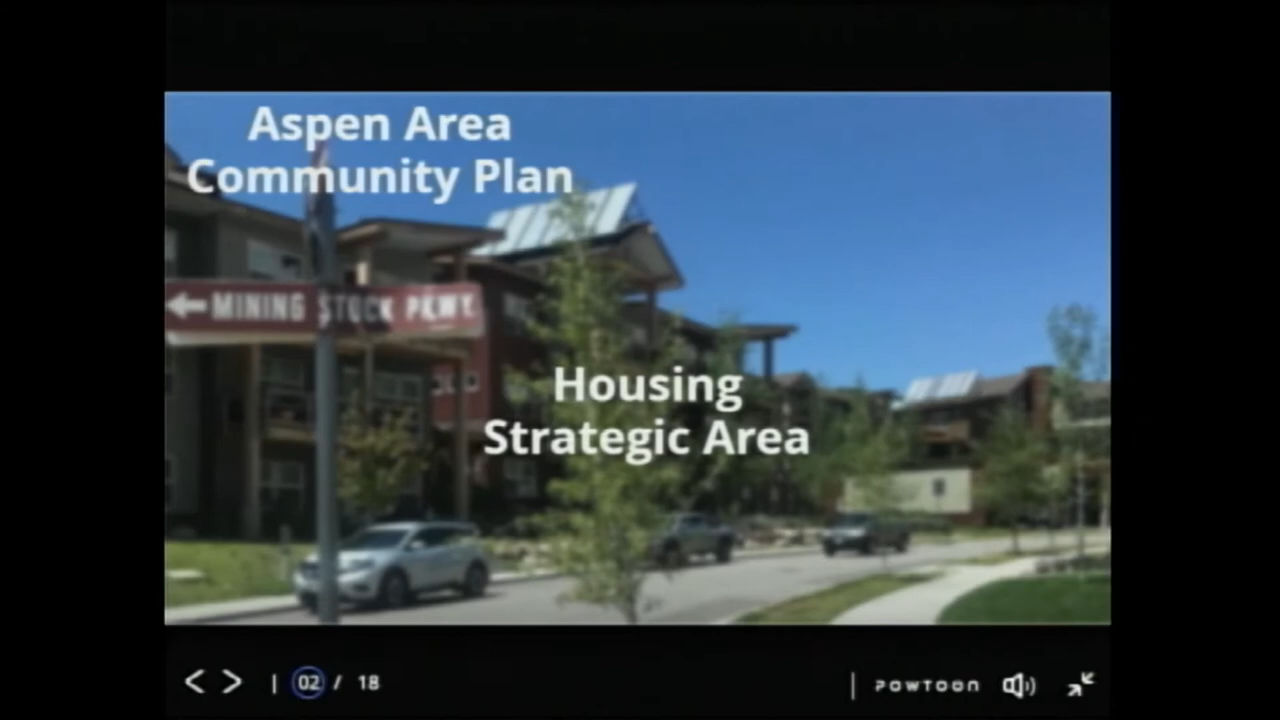 Aspen Area
Community Plan
←MINING STOCK PKWY.
Housing
Strategic Area
< > | 02 / 18
| POWTOON